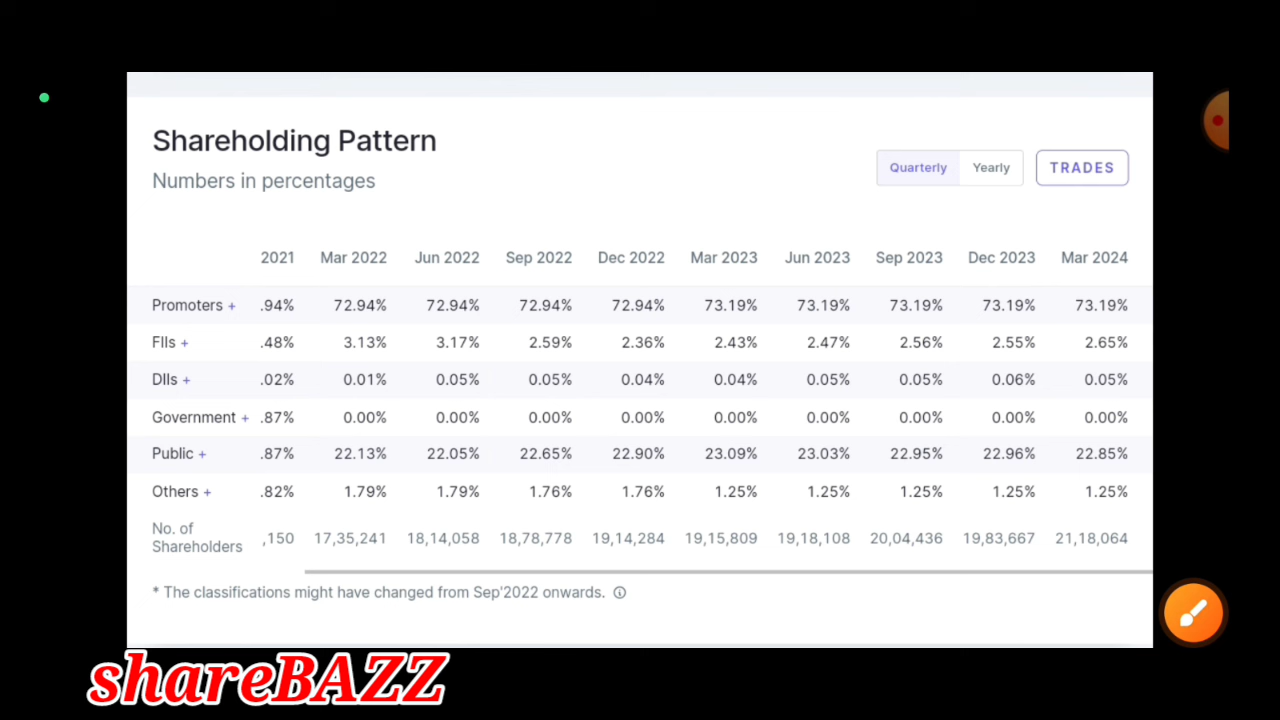 Shareholding Pattern
Numbers in percentages
Quarterly Yearly TRADES
2021 Mar 2022 Jun 2022 Sep 2022 Dec 2022 Mar 2023 Jun 2023 Sep 2023 Dec 2023 Mar 2024
Promoters + .94% 72.94% 72.94% 72.94% 72.94% 73.19% 73.19% 73.19% 73.19% 73.19%
FIIs + .48% 3.13% 3.17% 2.59% 2.36% 2.43% 2.47% 2.56% 2.55% 2.65%
DIIs + .02% 0.01% 0.05% 0.05% 0.04% 0.04% 0.05% 0.05% 0.06% 0.05%
Government + .87% 0.00% 0.00% 0.00% 0.00% 0.00% 0.00% 0.00% 0.00% 0.00%
Public + .87% 22.13% 22.05% 22.65% 22.90% 23.09% 23.03% 22.95% 22.96% 22.85%
Others + .82% 1.79% 1.79% 1.76% 1.76% 1.25% 1.25% 1.25% 1.25% 1.25%
No. of
Shareholders ,150 17,35,241 18,14,058 18,78,778 19,14,284 19,15,809 19,18,108 20,04,436 19,83,667 21,18,064
* The classifications might have changed from Sep'2022 onwards.
shareBAZZ